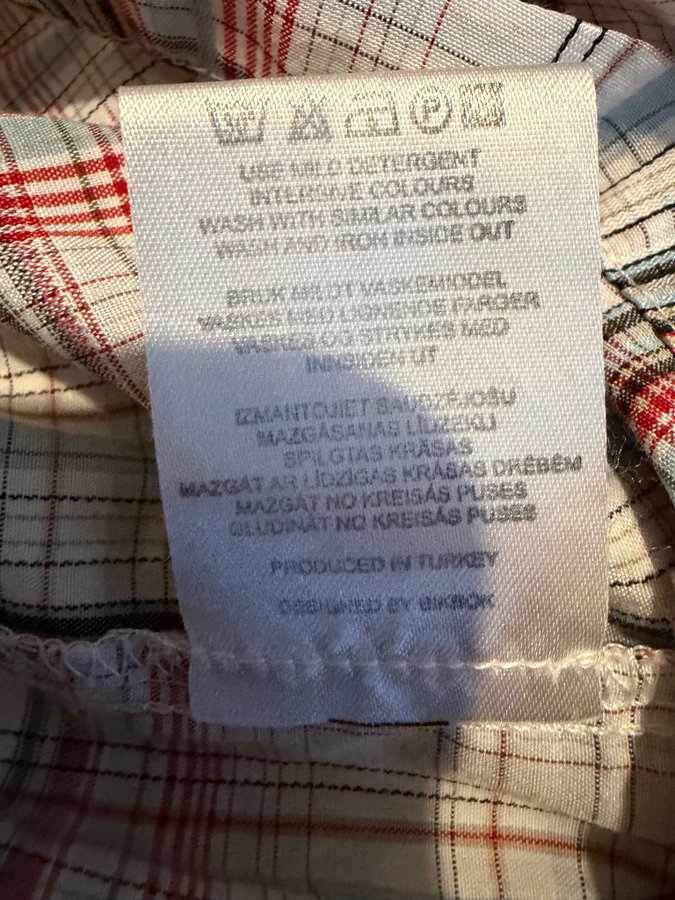 P
USE MILD DETERGENT
INTENSIVE COLOURS
WASH WITH SIMILAR COLOURS
WASH AND IRON INSIDE OUT
BRUK MILDT VASKEMIDDEL
VASKES MED LIGNENDE FARGER
VASKES OG STRYKES MED
INNSIDEN UT
IZMANTOJIET SAUDZĒJOŠU
MAZGĀŠANAS LĪDZEKLI
SPILGTAS KRĀSAS
MAZGĀT AR LĪDZĪGAS KRĀSAS DRĒBĒM
MAZGĀT NO KREISĀS PUSES
GLUDINĀT NO KREISĀS PUSES
PRODUCED IN TURKEY
DESIGNED BY BIKBOK